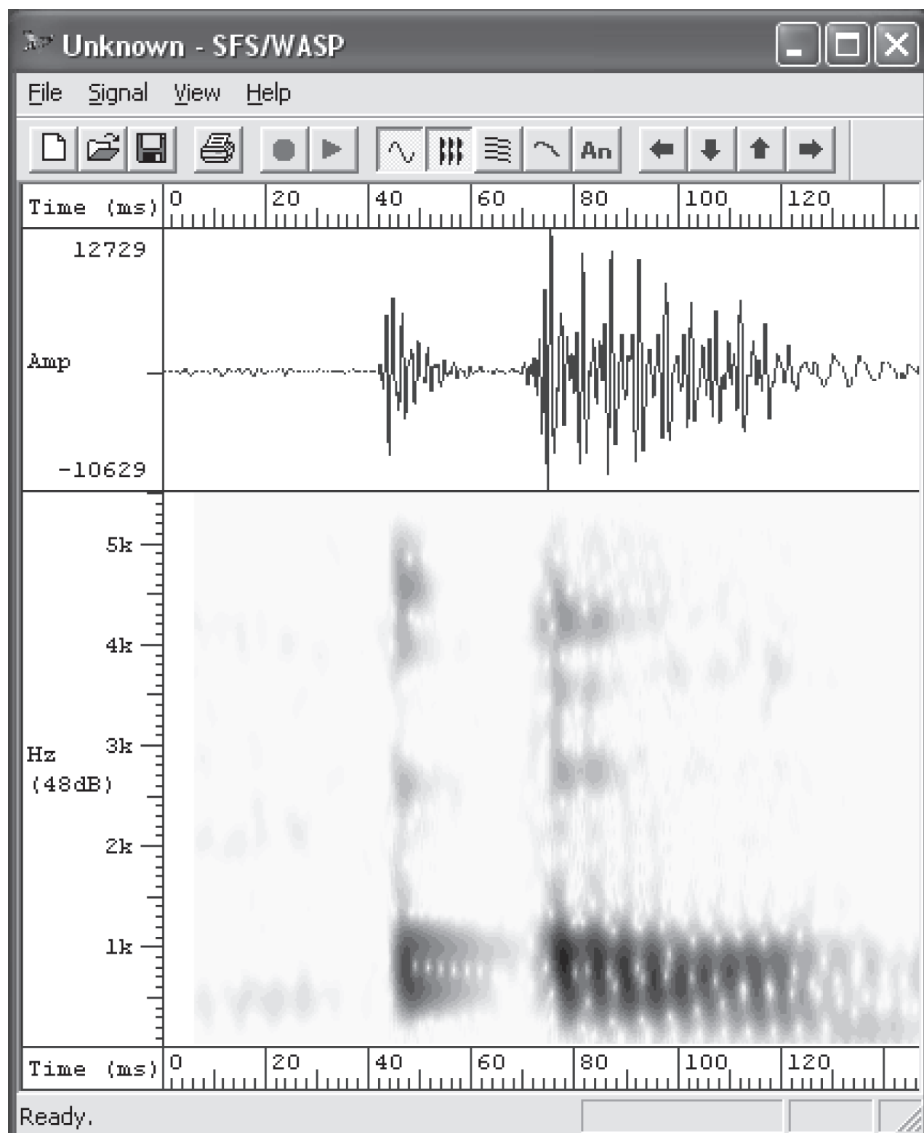 Unknown - SFS/WASP
File Signal View Help
An
Time (ms) 0 20 40 60 80 100 120
12729
Amp
-10629
5k
4k
3k
Hz
(48dB)
2k
1k
Time (ms) 0 20 40 60 80 100 120
Ready.